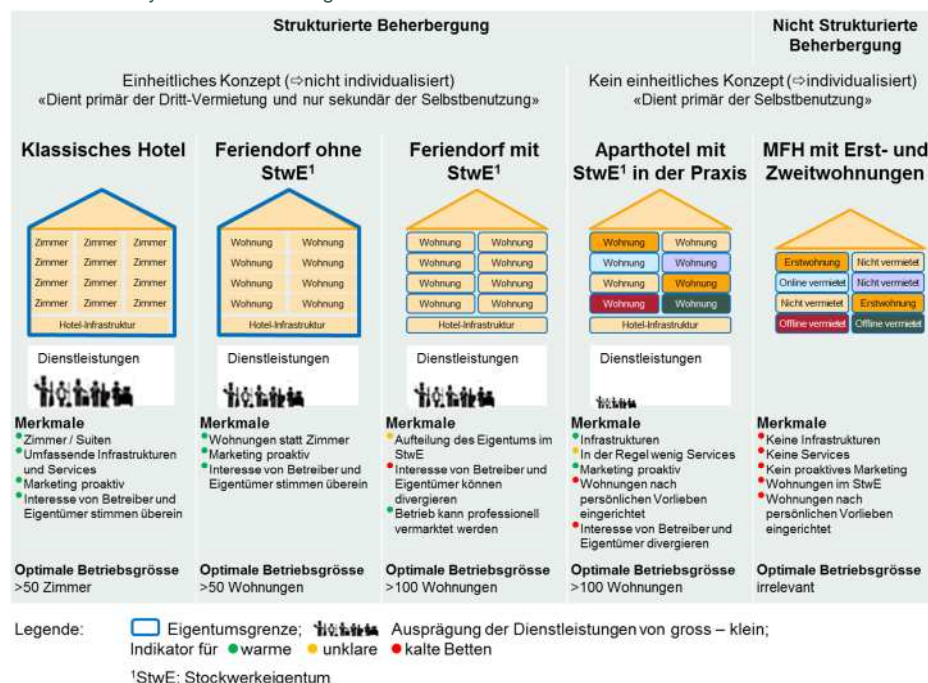 Strukturierte Beherbergung
Nicht Strukturierte
Beherbergung
Einheitliches Konzept (⇨nicht individualisiert)
«Dient primär der Dritt-Vermietung und nur sekundär der Selbstbenutzung»
Kein einheitliches Konzept (⇨individualisiert)
«Dient primär der Selbstbenutzung»
Klassisches Hotel
Zimmer Zimmer Zimmer
Zimmer Zimmer Zimmer
Zimmer Zimmer Zimmer
Zimmer Zimmer Zimmer
Hotel-Infrastruktur
Dienstleistungen
Merkmale
Zimmer / Suiten
Umfassende Infrastrukturen
und Services
Marketing proaktiv
Interesse von Betreiber und
Eigentümer stimmen überein
Optimale Betriebsgrösse
>50 Zimmer
Feriendorf ohne
StwE¹
Wohnung Wohnung
Wohnung Wohnung
Wohnung Wohnung
Wohnung Wohnung
Hotel-Infrastruktur
Dienstleistungen
Merkmale
Wohnungen statt Zimmer
Marketing proaktiv
Interesse von Betreiber und
Eigentümer stimmen überein
Optimale Betriebsgrösse
>50 Wohnungen
Feriendorf mit
StwE¹
Wohnung Wohnung
Wohnung Wohnung
Wohnung Wohnung
Wohnung Wohnung
Hotel-Infrastruktur
Dienstleistungen
Merkmale
Aufteilung des Eigentums im
StwE
Interesse von Betreiber und
Eigentümer können
divergieren
Betrieb kann professionell
vermarktet werden
Optimale Betriebsgrösse
>100 Wohnungen
Aparthotel mit
StwE¹ in der Praxis
Wohnung Wohnung
Wohnung Wohnung
Wohnung Wohnung
Wohnung Wohnung
Hotel-Infrastruktur
Dienstleistungen
Merkmale
Infrastrukturen
In der Regel wenig Services
Marketing proaktiv
Wohnungen nach
persönlichen Vorlieben
eingerichtet
Interesse von Betreiber und
Eigentümer divergieren
Optimale Betriebsgrösse
>100 Wohnungen
MFH mit Erst- und
Zweitwohnungen
Erstwohnung Nicht vermietet
Online vermietet Nicht vermietet
Nicht vermietet Erstwohnung
Offline vermietet Offline vermietet
Merkmale
Keine Infrastrukturen
Keine Services
Kein proaktives Marketing
Wohnungen im StwE
Wohnungen nach
persönlichen Vorlieben
eingerichtet
Optimale Betriebsgrösse
irrelevant
Legende: Eigentumsgrenze; Ausprägung der Dienstleistungen von gross – klein;
Indikator für warme unklare kalte Betten
¹StwE: Stockwerkeigentum